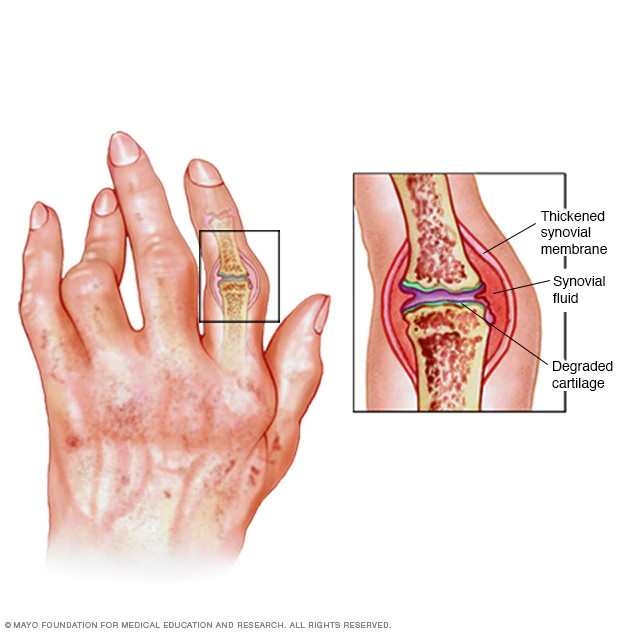 Thickened
synovial
membrane
Synovial
fluid
Degraded
cartilage
© MAYO FOUNDATION FOR MEDICAL EDUCATION AND RESEARCH. ALL RIGHTS RESERVED.